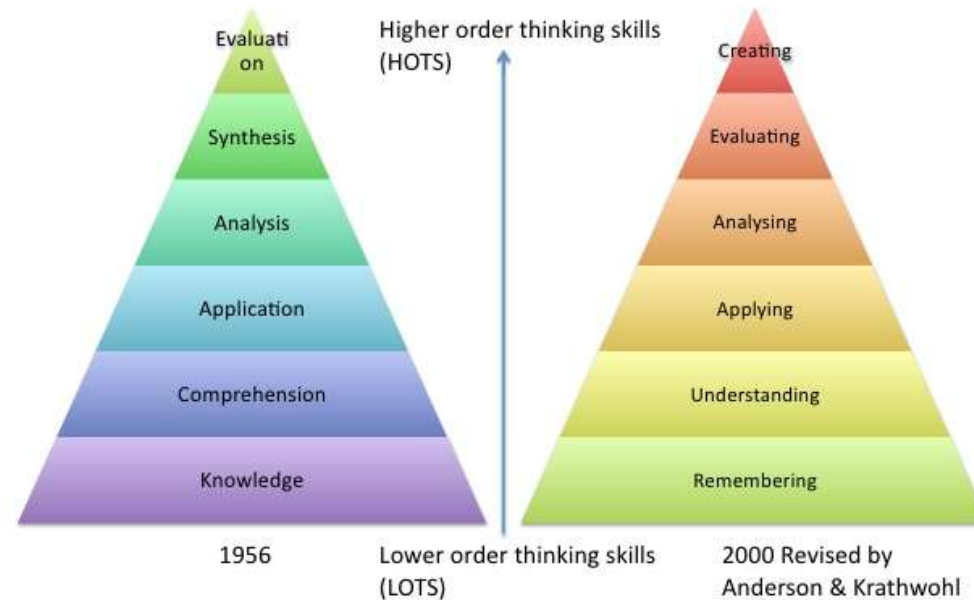 Evaluati
on
Synthesis
Analysis
Application
Comprehension
Knowledge
1956
Higher order thinking skills
(HOTS)
Lower order thinking skills
(LOTS)
Creating
Evaluating
Analysing
Applying
Understanding
Remembering
2000 Revised by
Anderson & Krathwohl